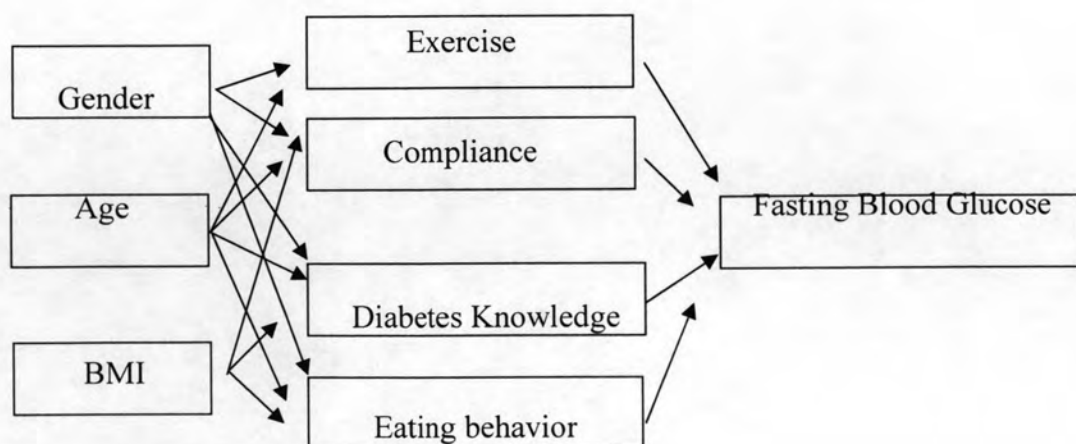 Gender
Age
BMI
Exercise
Compliance
Diabetes Knowledge
Eating behavior
Fasting Blood Glucose